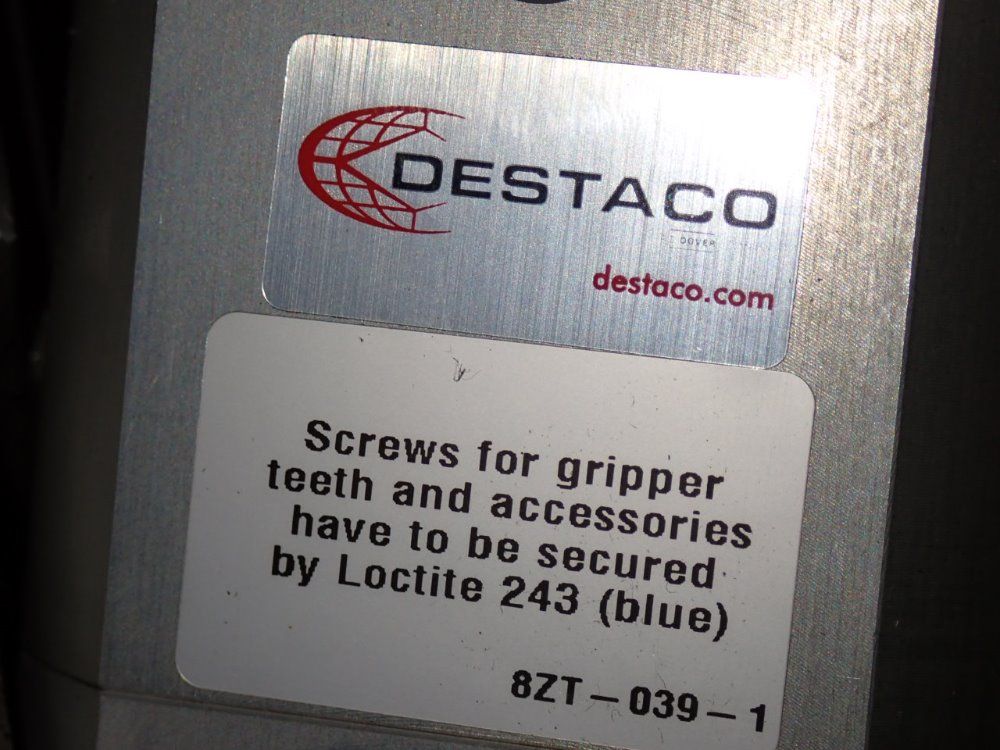 DESTACO
DOVER
destaco.com
Screws for gripper
teeth and accessories
have to be secured
by Loctite 243 (blue)
8ZT – 039 – 1